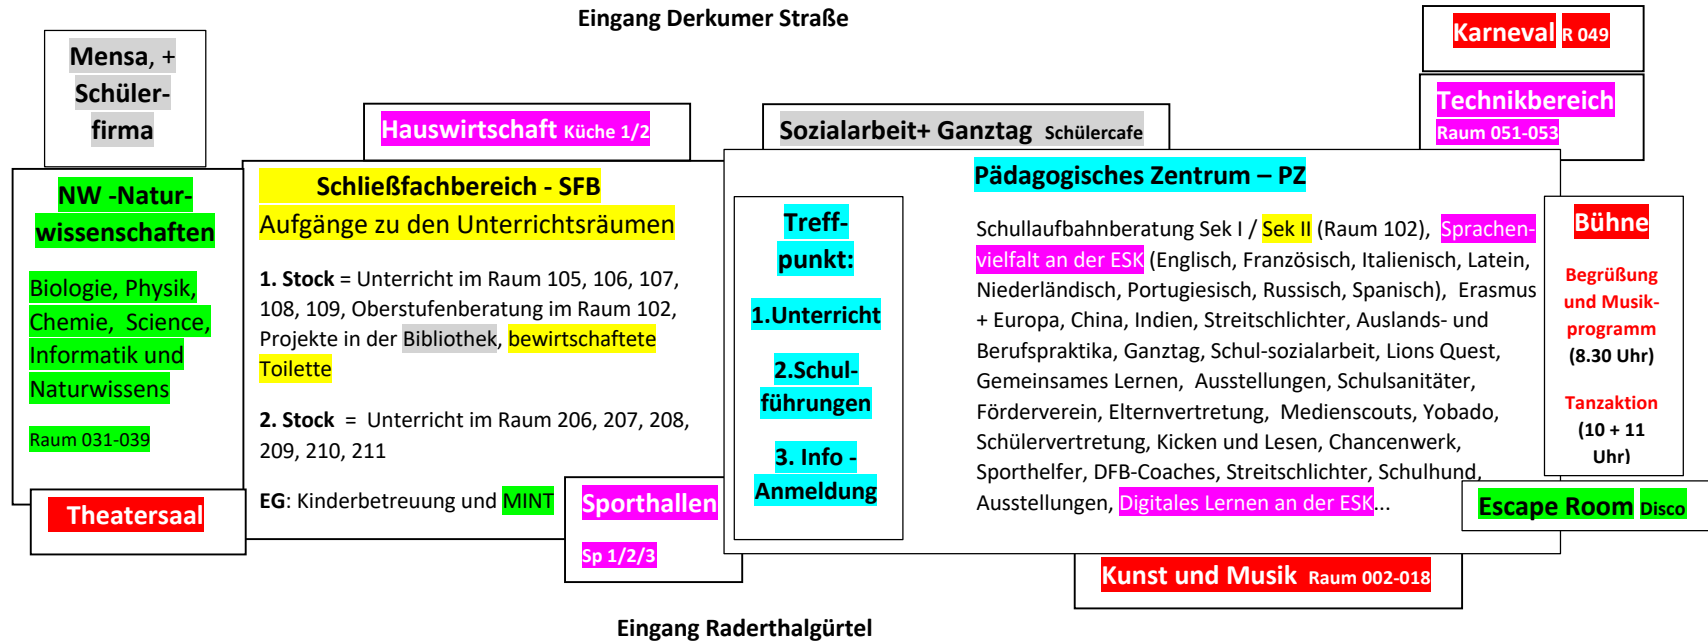 Eingang Derkumer Straße
Karneval R 049
Mensa, +
Schüler-
firma
Technikbereich
Raum 051-053
Hauswirtschaft Küche 1/2
Sozialarbeit+ Ganztag Schülercafe
NW -Natur-
wissenschaften
Biologie, Physik,
Chemie, Science,
Informatik und
Naturwissens
Raum 031-039
Schließfachbereich - SFB
Aufgänge zu den Unterrichtsräumen
1. Stock = Unterricht im Raum 105, 106, 107,
108, 109, Oberstufenberatung im Raum 102,
Projekte in der Bibliothek, bewirtschaftete
Toilette
2. Stock = Unterricht im Raum 206, 207, 208,
209, 210, 211
EG: Kinderbetreuung und MINT
Theatersaal
Sporthallen
Sp 1/2/3
Treff-
punkt:
1.Unterricht
2.Schul-
führungen
3. Info -
Anmeldung
Pädagogisches Zentrum – PZ
Schullaufbahnberatung Sek I / Sek II (Raum 102), Sprachen-
vielfalt an der ESK (Englisch, Französisch, Italienisch, Latein,
Niederländisch, Portugiesisch, Russisch, Spanisch), Erasmus
+ Europa, China, Indien, Streitschlichter, Auslands- und
Berufspraktika, Ganztag, Schul-sozialarbeit, Lions Quest,
Gemeinsames Lernen, Ausstellungen, Schulsanitäter,
Förderverein, Elternvertretung, Medienscouts, Yobado,
Schülervertretung, Kicken und Lesen, Chancenwerk,
Sporthelfer, DFB-Coaches, Streitschlichter, Schulhund,
Ausstellungen, Digitales Lernen an der ESK...
Bühne
Begrüßung
und Musik-
programm
(8.30 Uhr)
Tanzaktion
(10 + 11
Uhr)
Escape Room Disco
Kunst und Musik Raum 002-018
Eingang Raderthalgürtel